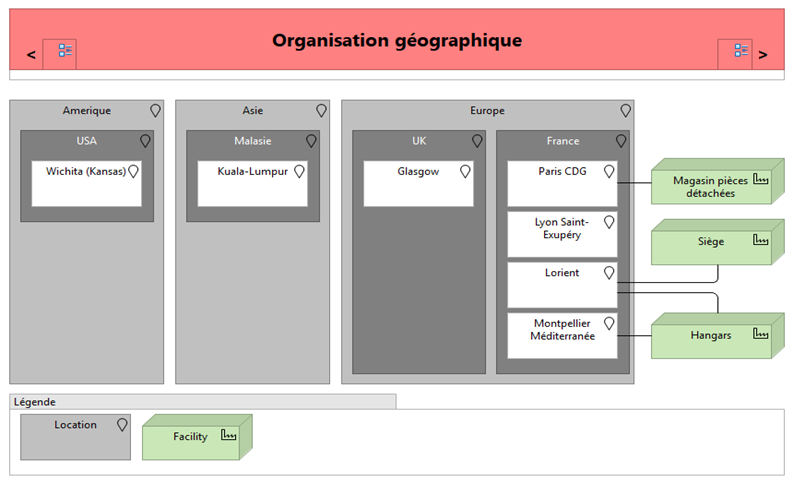 Organisation géographique
<
>
Amerique
Asie
Europe
USA
Malasie
UK
France
Wichita (Kansas)
Kuala-Lumpur
Glasgow
Paris CDG
Magasin pièces
détachées
Lyon Saint-
Exupéry
Siège
Lorient
Montpellier
Méditerranée
Hangars
Légende
Location
Facility